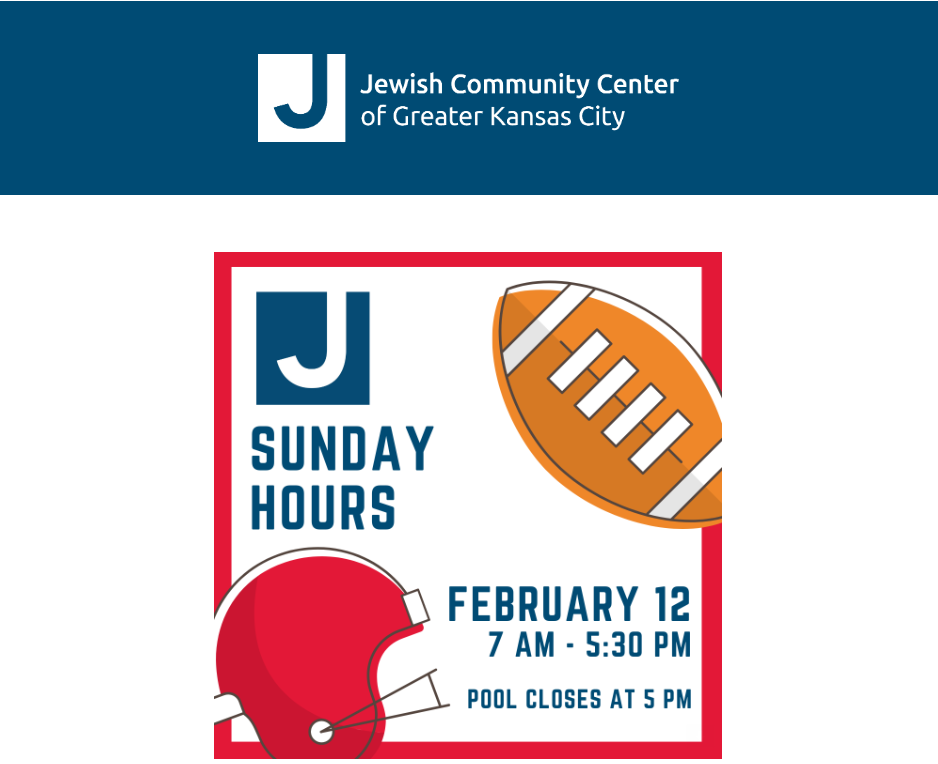 J
Jewish Community Center
of Greater Kansas City
J
SUNDAY
HOURS
FEBRUARY 12
7 AM - 5:30 PM
POOL CLOSES AT 5 PM